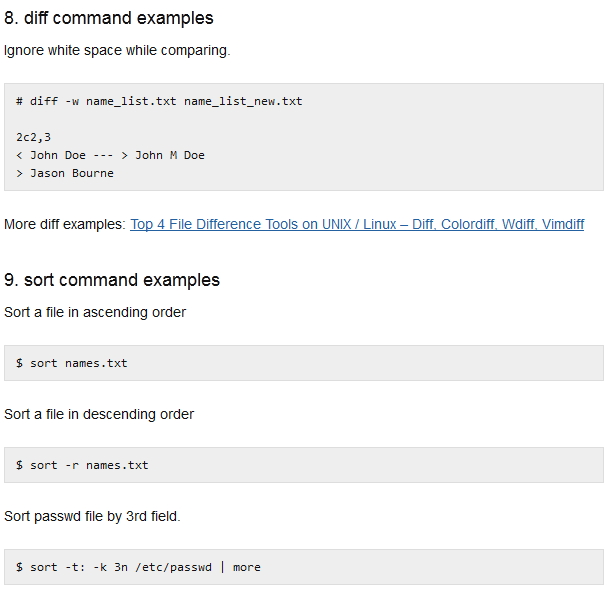 8. diff command examples
Ignore white space while comparing.
# diff -w name_list.txt name_list_new.txt
2c2,3
< John Doe --- > John M Doe
> Jason Bourne
More diff examples: Top 4 File Difference Tools on UNIX / Linux – Diff, Colordiff, Wdiff, Vimdiff
9. sort command examples
Sort a file in ascending order
$ sort names.txt
Sort a file in descending order
$ sort -r names.txt
Sort passwd file by 3rd field.
$ sort -t: -k 3n /etc/passwd | more